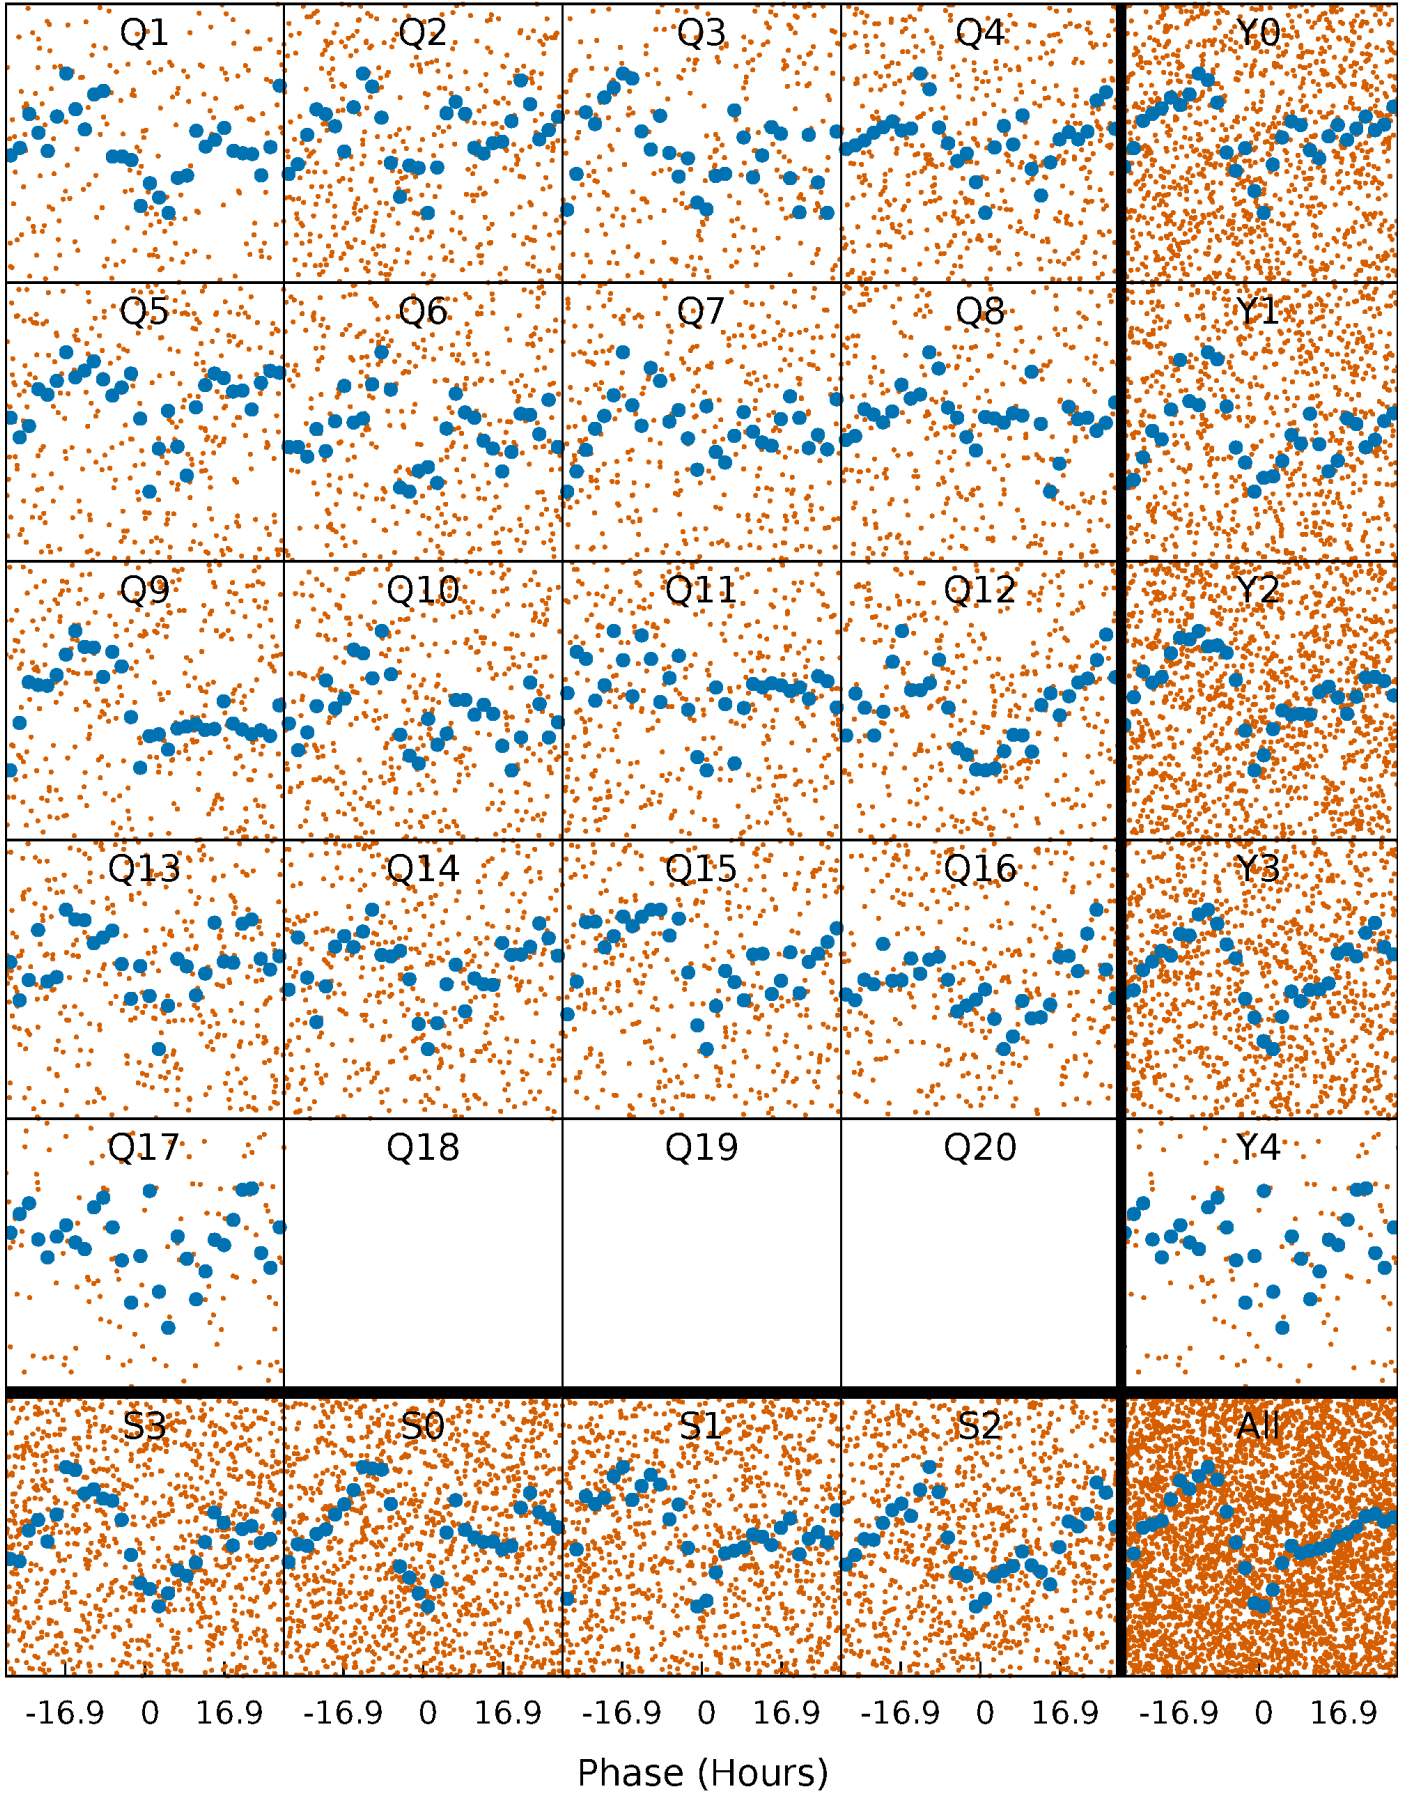 Q1 Q2 Q3 Q4 Y0
Q5 Q6 Q7 Q8 Y1
Q9 Q10 Q11 Q12 Y2
Q13 Q14 Q15 Q16 Y3
Q17 Q18 Q19 Q20 Y4
S3 S0 S1 S2 All
-16.9 0 16.9 -16.9 0 16.9 -16.9 0 16.9 -16.9 0 16.9 -16.9 0 16.9
Phase (Hours)